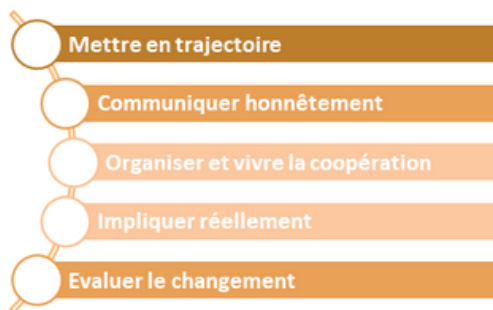 Mettre en trajectoire
Communiquer honnêtement
Organiser et vivre la coopération
Impliquer réellement
Evaluer le changement